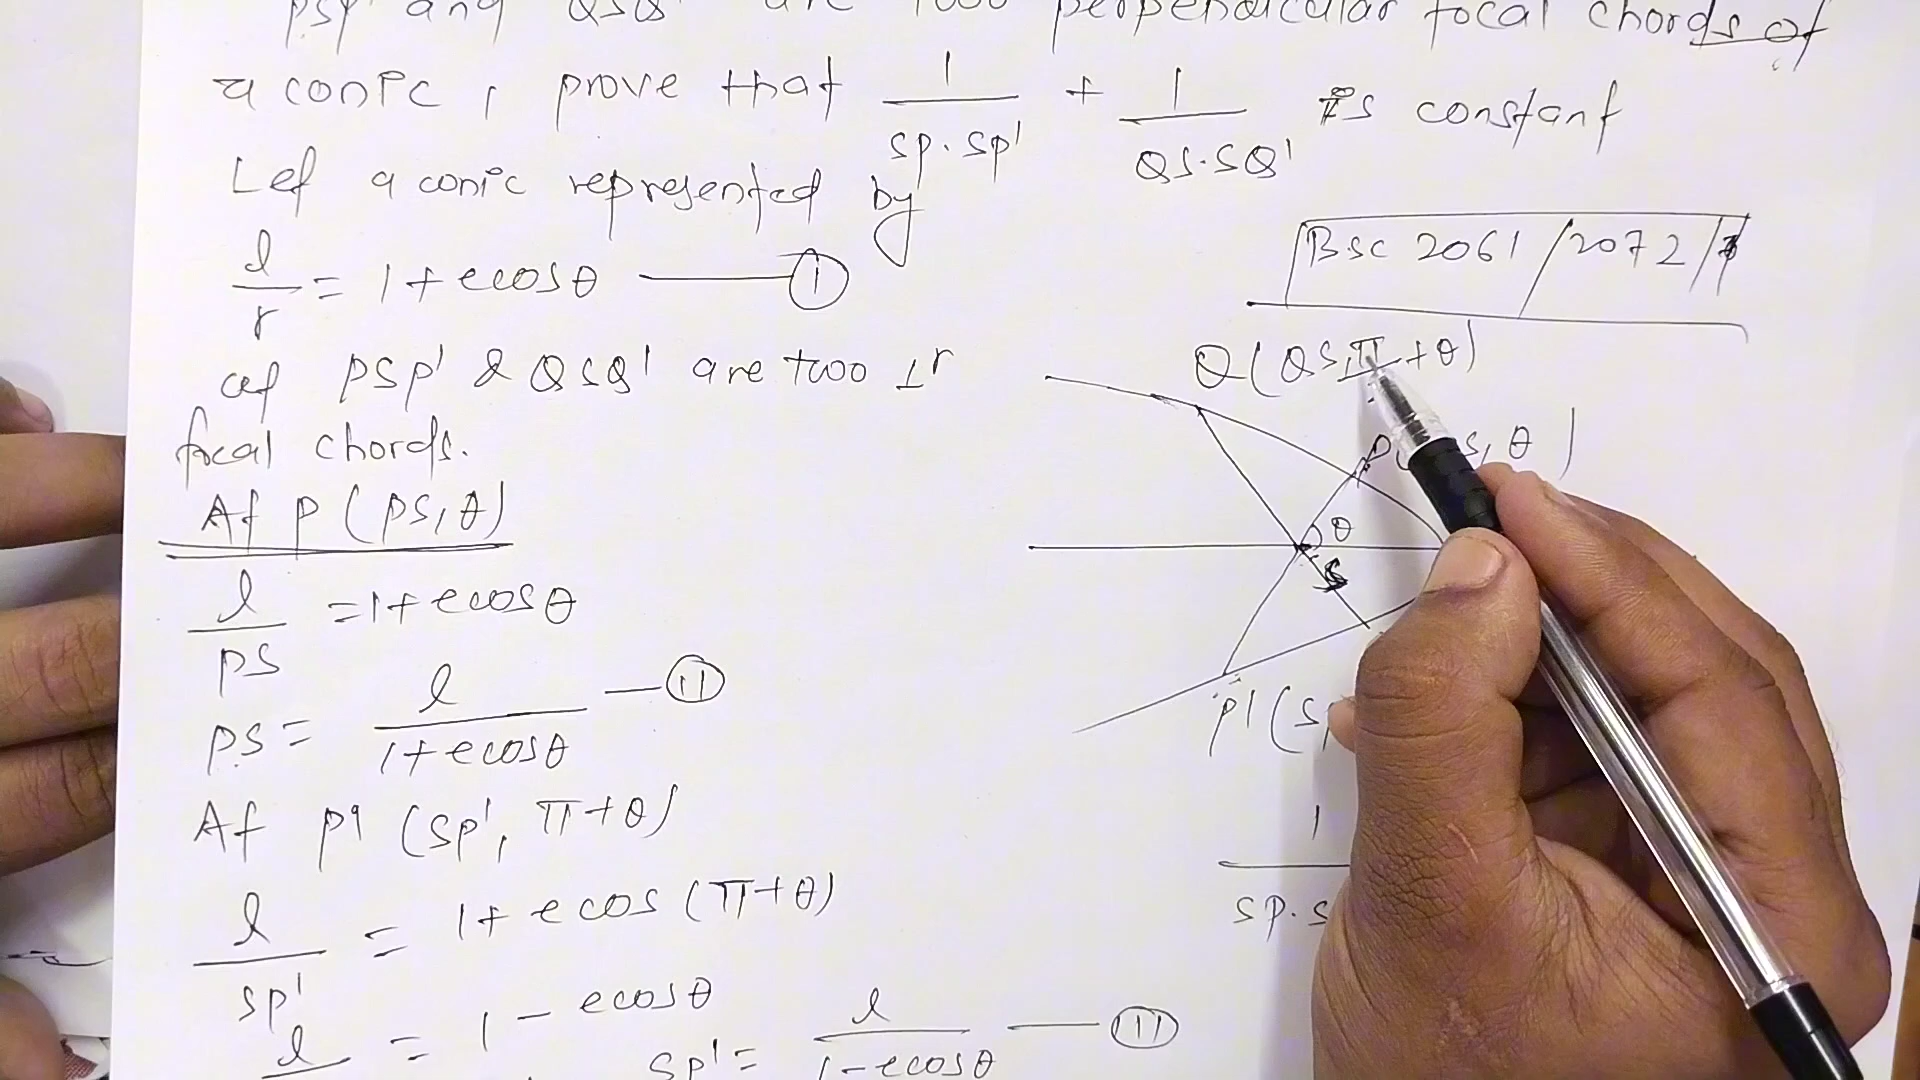 PSP' and QSQ' are two perpendicular focal chords of
a conic, prove that 1/SP.SP' + 1/QS.SQ' is constant
Let a conic represented by
l/r = 1+ecosθ — (1)
BSC 2061 / 2072 /
let PSP' & QSQ' are two ⊥r
focal chords.
Q(QS, π/2+θ)
P( S, θ)
θ
S
At P(PS, θ)
l/PS = 1+ecosθ
PS = l/1+ecosθ — (11)
P'(S
At P' (SP', π+θ)
1
SP.S
l/SP' = 1+ ecos(π+θ)
l = 1 - ecosθ
SP' = l/1-ecosθ — (111)